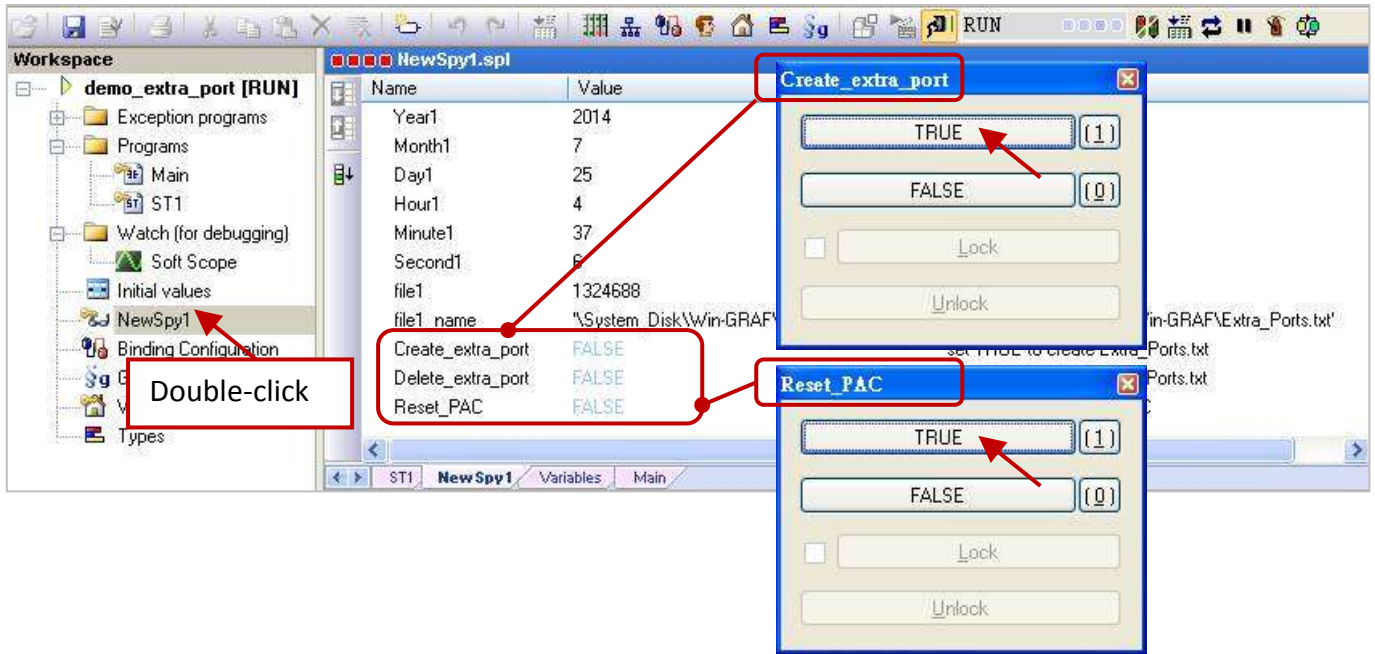 RUN
Workspace
demo_extra_port [RUN]
Exception programs
Programs
Main
ST1
Watch (for debugging)
Soft Scope
Initial values
NewSpy1
Binding Configuration
Types
Double-click
NewSpy1.spl
Name Value
Year1 2014
Month1 7
Day1 25
Hour1 4
Minute1 37
Second1 6
file1 1324688
file1_name "\System_Disk\Win-GRAF\ in-GRAF\Extra_Ports.txt'
Create_extra_port FALSE set TRUE to create Extra_Ports.txt
Delete_extra_port FALSE Ports.txt
Reset_PAC FALSE
ST1 NewSpy1 Variables Main
Create_extra_port
TRUE (1)
FALSE (0)
Lock
Unlock
Reset_PAC
TRUE (1)
FALSE (0)
Lock
Unlock